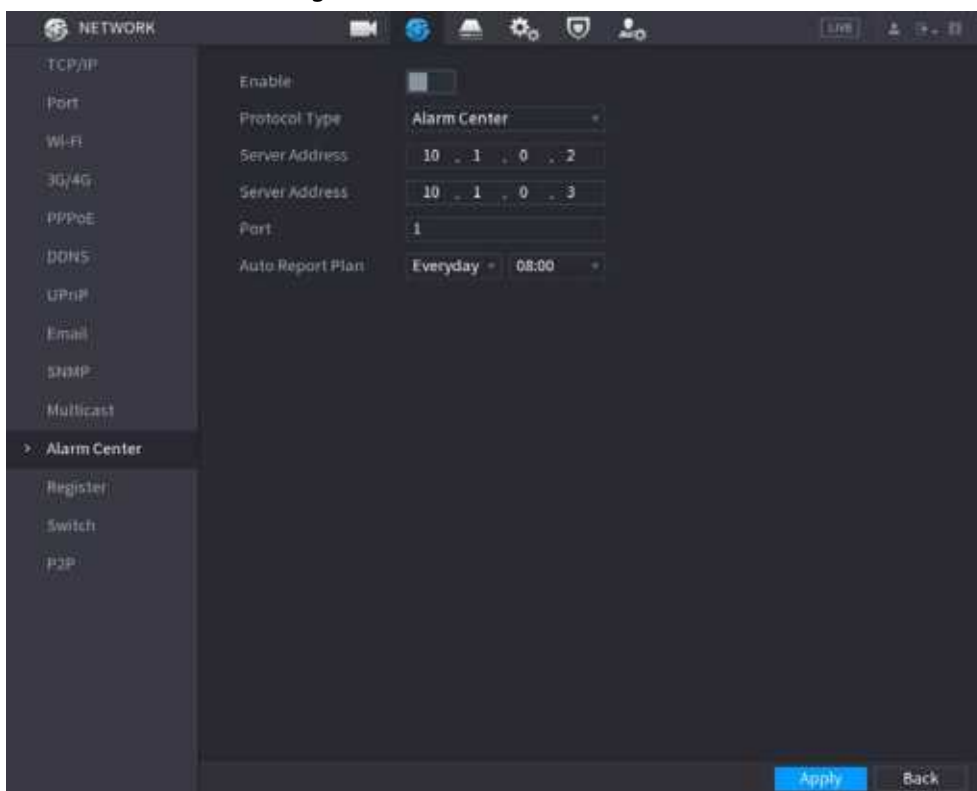 NETWORK
LIVE
TCP/IP
Port
Wi-Fi
3G/4G
PPPoE
DDNS
UPnP
Email
SNMP
Multicast
Alarm Center
Register
Switch
P2P
Enable
Protocol Type Alarm Center
Server Address 10 . 1 . 0 . 2
Server Address 10 . 1 . 0 . 3
Port 1
Auto Report Plan Everyday 08:00
Apply Back